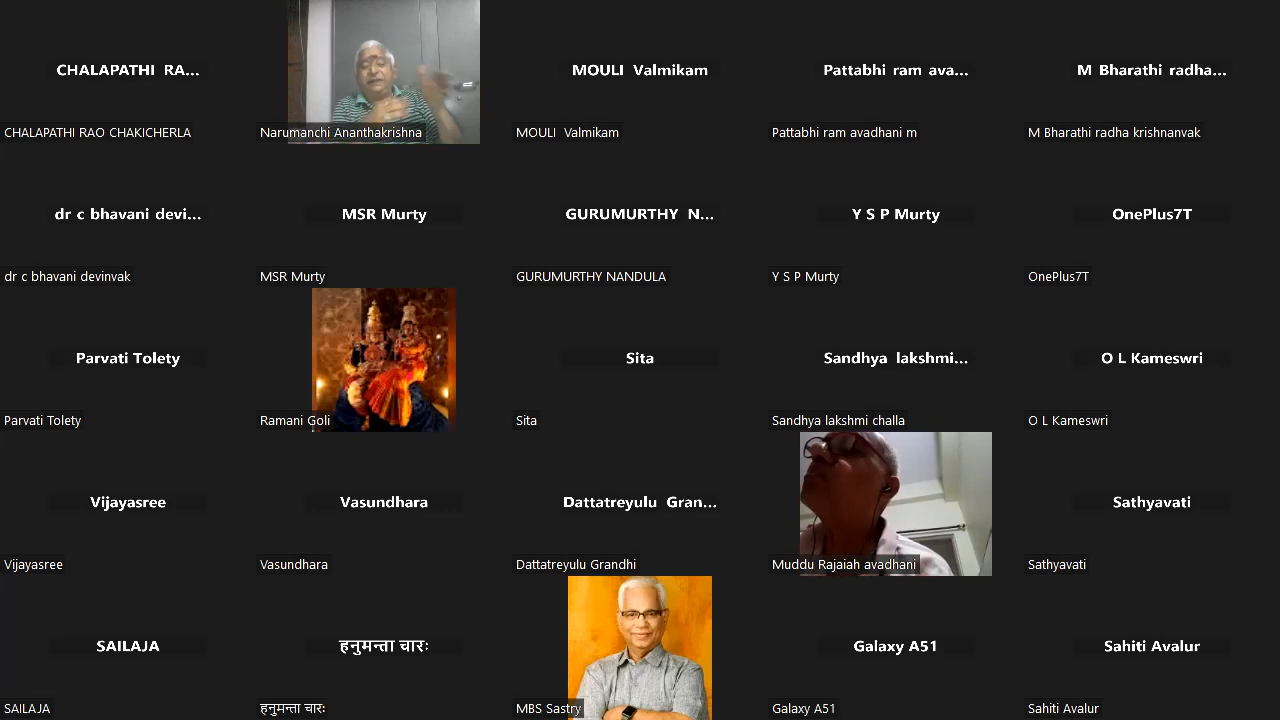 CHALAPATHI RA...
MOULI Valmikam
Pattabhi ram ava...
M Bharathi radha...
CHALAPATHI RAO CHAKICHERLA
Narumanchi Ananthakrishna
MOULI Valmikam
Pattabhi ram avadhani m
M Bharathi radha krishnanvak
dr c bhavani devi...
MSR Murty
GURUMURTHY N...
Y S P Murty
OnePlus7T
dr c bhavani devinvak
MSR Murty
GURUMURTHY NANDULA
Y S P Murty
OnePlus7T
Parvati Tolety
Sita
Sandhya lakshmi...
O L Kameswri
Parvati Tolety
Ramani Goli
Sita
Sandhya lakshmi challa
O L Kameswri
Vijayasree
Vasundhara
Dattatreyulu Gran...
Sathyavati
Vijayasree
Vasundhara
Dattatreyulu Grandhi
Muddu Rajaiah avadhani
Sathyavati
SAILAJA
हनुमन्ता चारः
Galaxy A51
Sahiti Avalur
SAILAJA
हनुमन्ता चारः
MBS Sastry
Galaxy A51
Sahiti Avalur